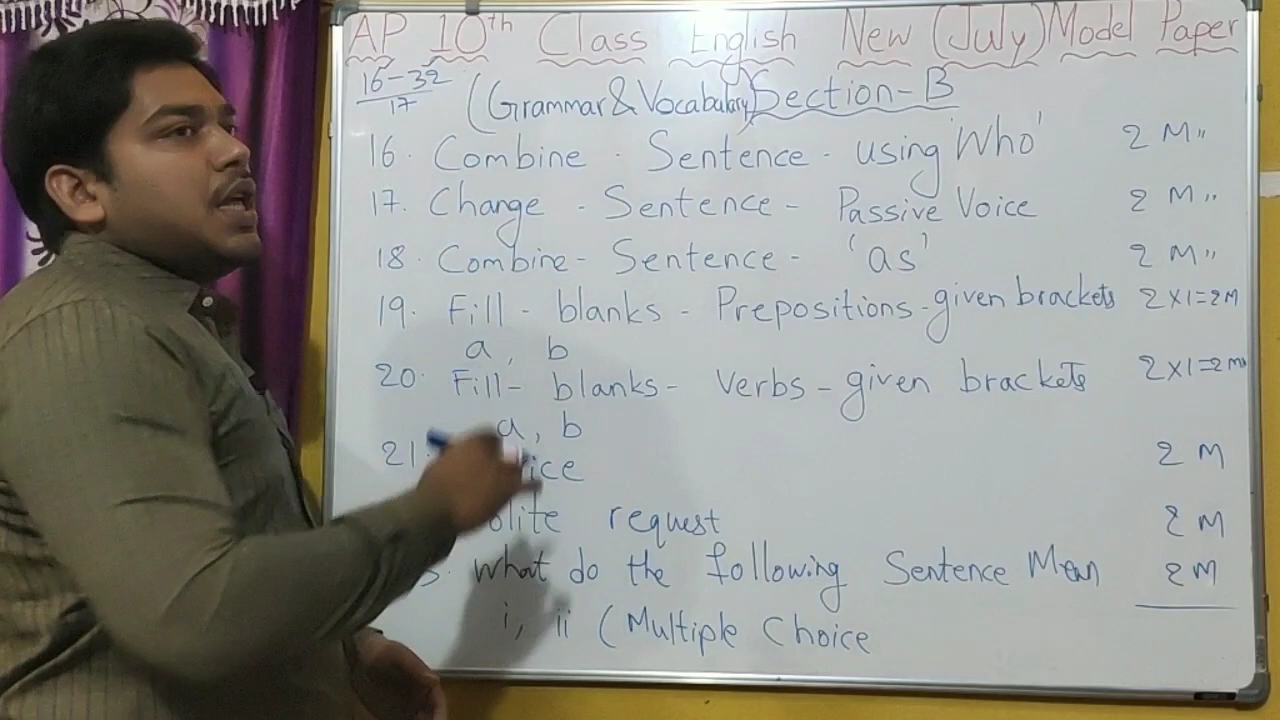 AP 10th Class English New (July) Model Paper
16-32
17
(Grammar & Vocabulary) Section-B
16. Combine - Sentence - using 'Who' 2 M"
17. Change - Sentence - Passive Voice 2 M"
18. Combine - Sentence - 'as' 2 M"
19. Fill - blanks - Prepositions - given brackets 2x1=2M
a, b
20. Fill - blanks - Verbs - given brackets 2x1=2M
a, b
21. 2 M
request 2 M
What do the following Sentence Mean 2M
i, ii (Multiple Choice